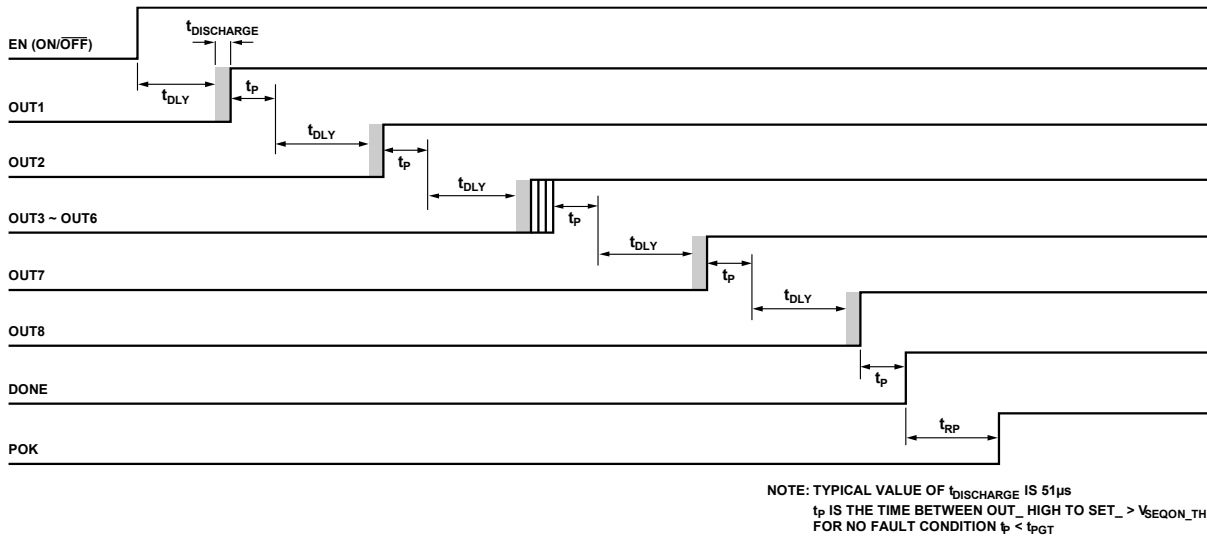 EN (ON/OFF)
tDISCHARGE
tDLY
tP
OUT1
tDLY
tP
OUT2
tDLY
tP
OUT3 ~ OUT6
tDLY
tP
OUT7
tDLY
OUT8
tP
DONE
tRP
POK
NOTE: TYPICAL VALUE OF tDISCHARGE IS 51µs
tP IS THE TIME BETWEEN OUT_ HIGH TO SET_ > VSEQON_TH
FOR NO FAULT CONDITION tP < tPGT